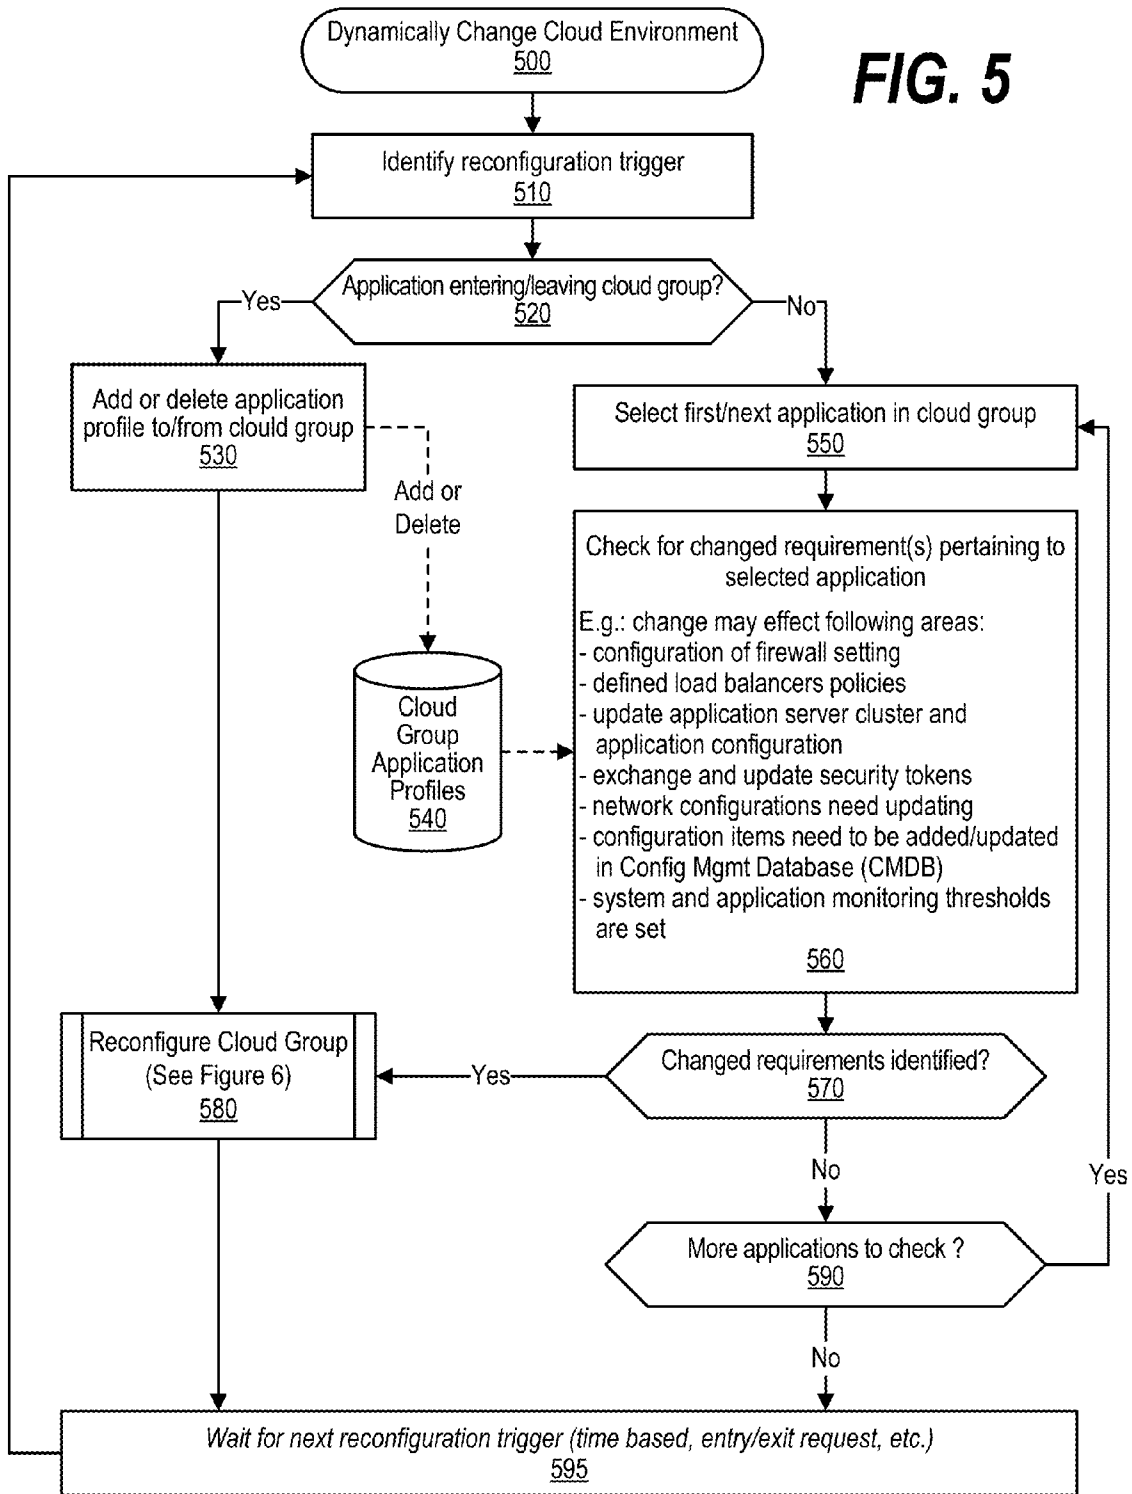 Dynamically Change Cloud Environment
500
FIG. 5
Identify reconfiguration trigger
510
Application entering/leaving cloud group?
520
Yes
No
Add or delete application
profile to/from clould group
530
Select first/next application in cloud group
550
Add or
Delete
Cloud
Group
Application
Profiles
540
Check for changed requirement(s) pertaining to
selected application
E.g.: change may effect following areas:
- configuration of firewall setting
- defined load balancers policies
- update application server cluster and
application configuration
- exchange and update security tokens
- network configurations need updating
- configuration items need to be added/updated
in Config Mgmt Database (CMDB)
- system and application monitoring thresholds
are set
560
Reconfigure Cloud Group
(See Figure 6)
580
Yes
Changed requirements identified?
570
No
Yes
More applications to check ?
590
No
Wait for next reconfiguration trigger (time based, entry/exit request, etc.)
595